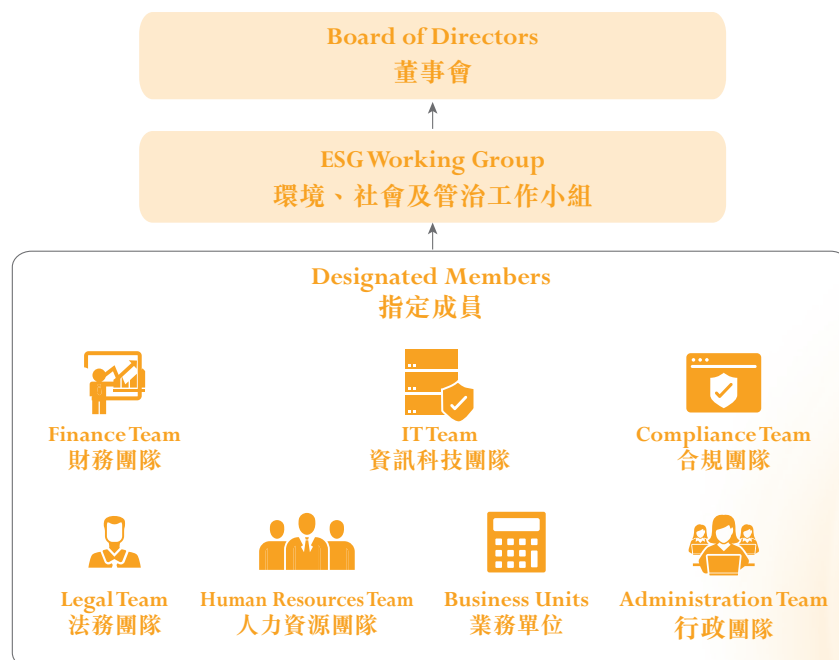 Board of Directors
董事會
ESG Working Group
環境、社會及管治工作小組
Designated Members
指定成員
Finance Team
財務團隊
IT Team
資訊科技團隊
Compliance Team
合規團隊
Legal Team
法務團隊
Human Resources Team
人力資源團隊
Business Units
業務單位
Administration Team
行政團隊